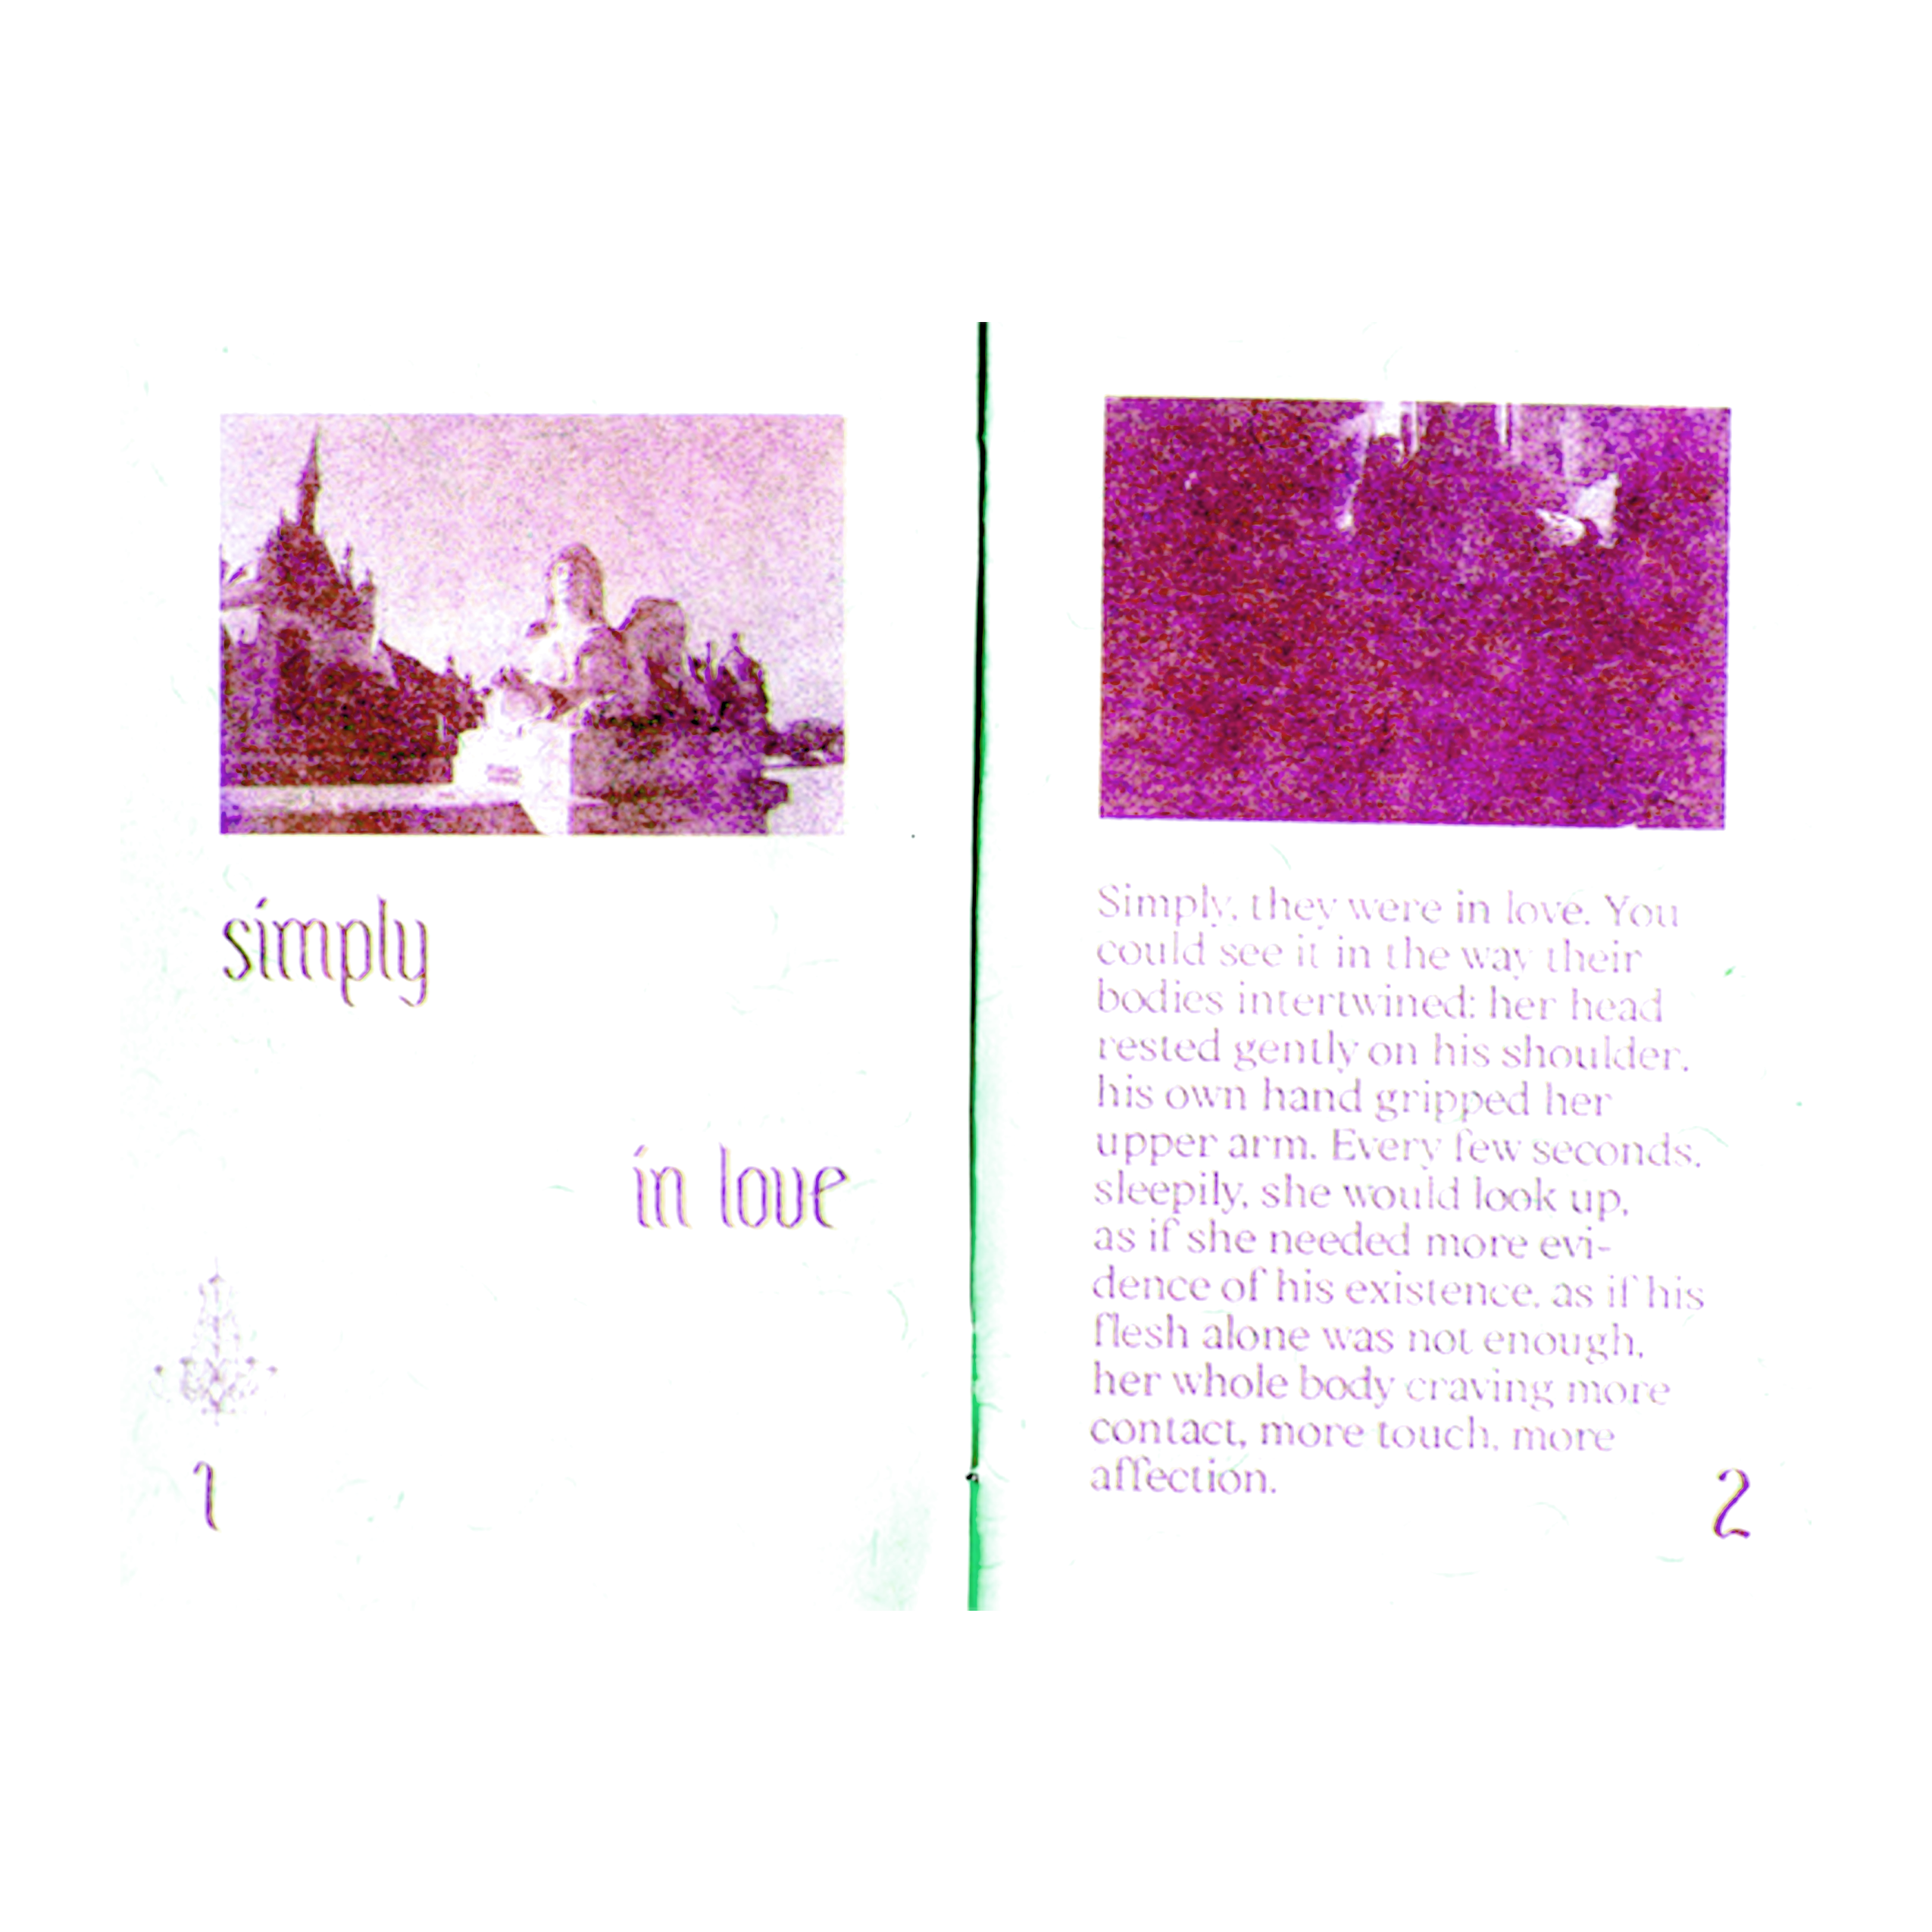 simply
in love
1
Simply, they were in love. You
could see it in the way their
bodies intertwined: her head
rested gently on his shoulder,
his own hand gripped her
upper arm. Every few seconds,
sleepily, she would look up,
as if she needed more evi-
dence of his existence, as if his
flesh alone was not enough,
her whole body craving more
contact, more touch, more
affection.
2